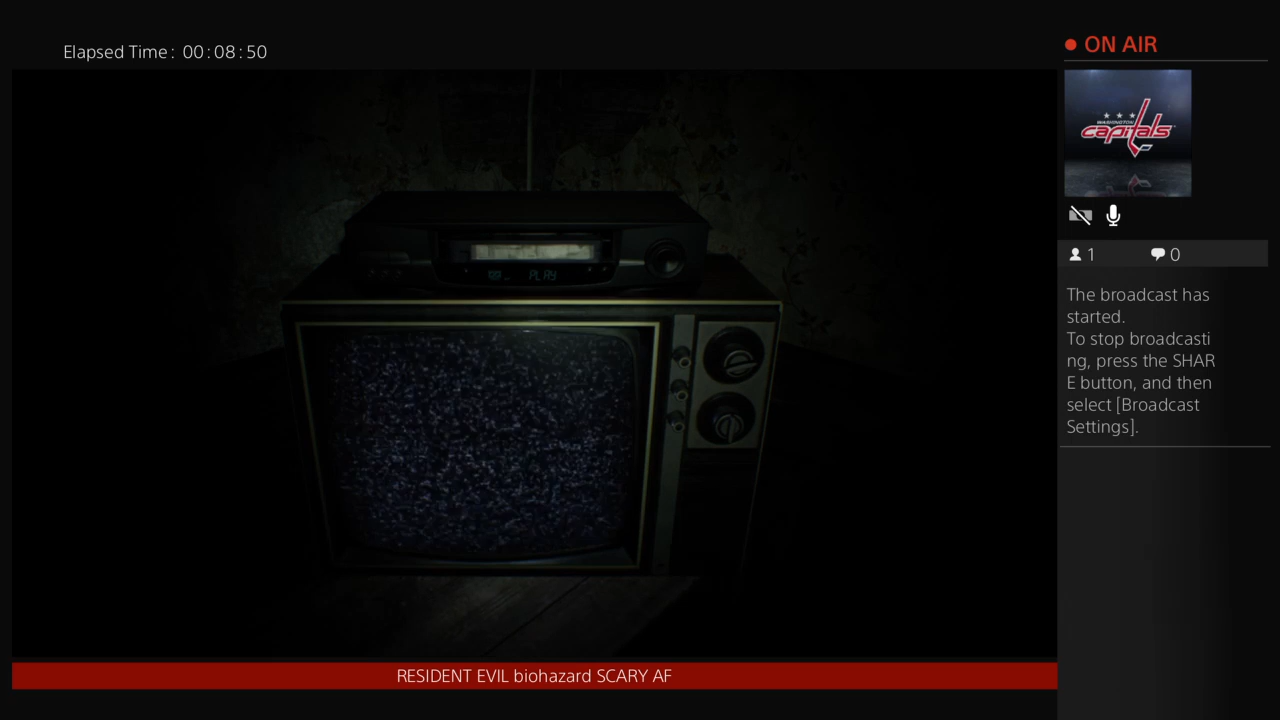 Elapsed Time: 00:08:50
ON AIR
WASHINGTON
capitals
1
0
The broadcast has
started.
To stop broadcasti
ng, press the SHAR
E button, and then
select [Broadcast
Settings].
PLAY
RESIDENT EVIL biohazard SCARY AF